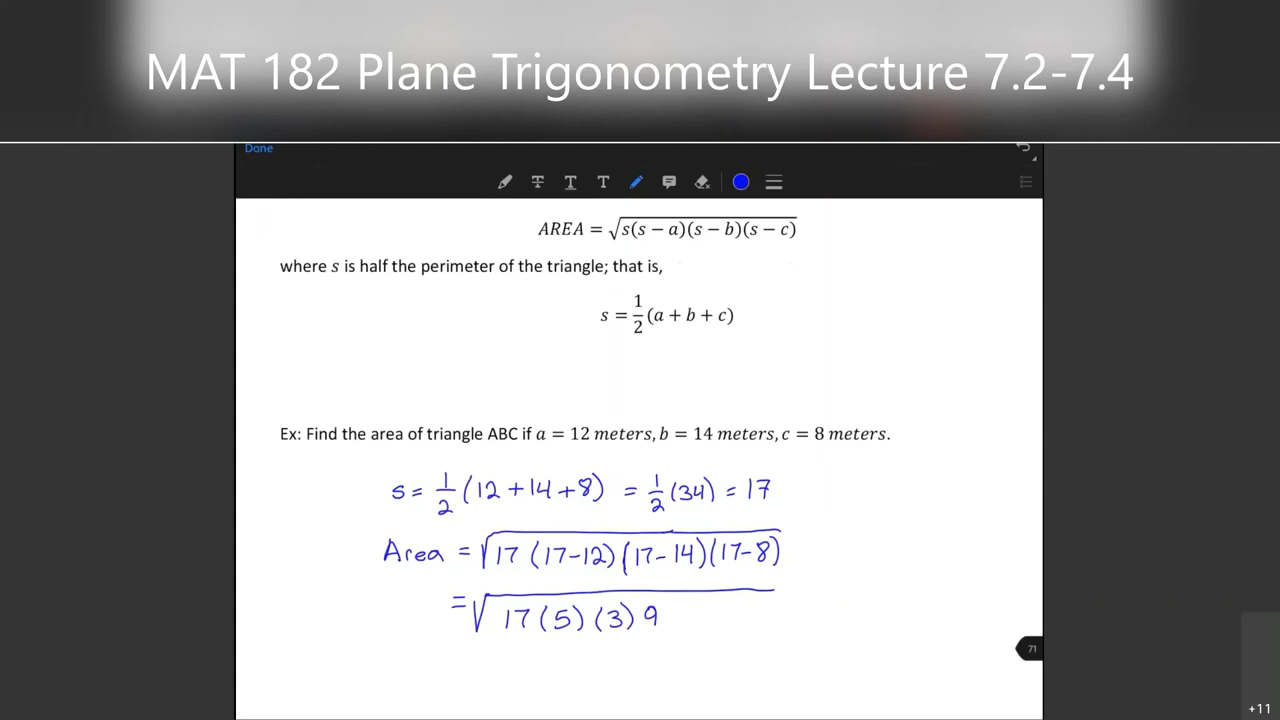 MAT 182 Plane Trigonometry Lecture 7.2-7.4
Done
T T T
AREA = √s(s − a)(s − b)(s − c)
where s is half the perimeter of the triangle; that is,
s = 1/2 (a + b + c)
Ex: Find the area of triangle ABC if a = 12 meters, b = 14 meters, c = 8 meters.
s = 1/2 (12 + 14 + 8) = 1/2 (34) = 17
Area = √17 (17-12) (17-14) (17-8)
= √17 (5) (3) 9
71
+11